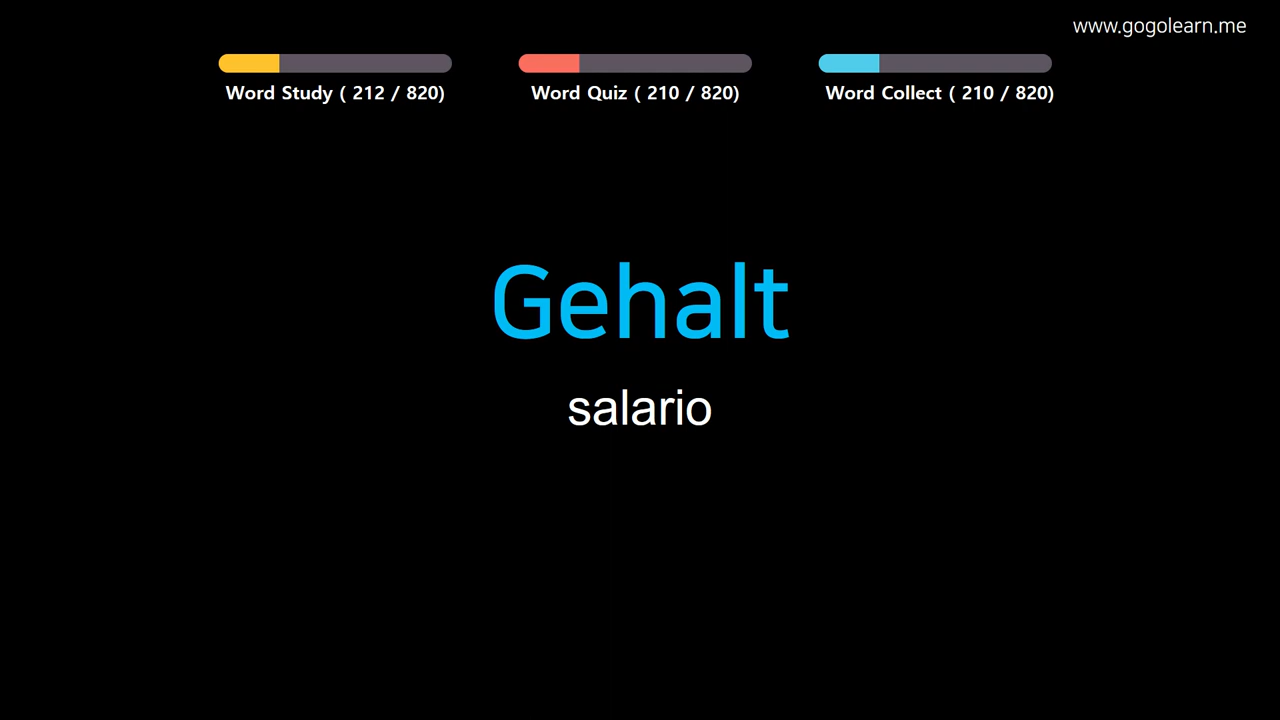 www.gogolearn.me
Word Study ( 212 / 820)
Word Quiz ( 210 / 820)
Word Collect ( 210 / 820)
Gehalt
salario